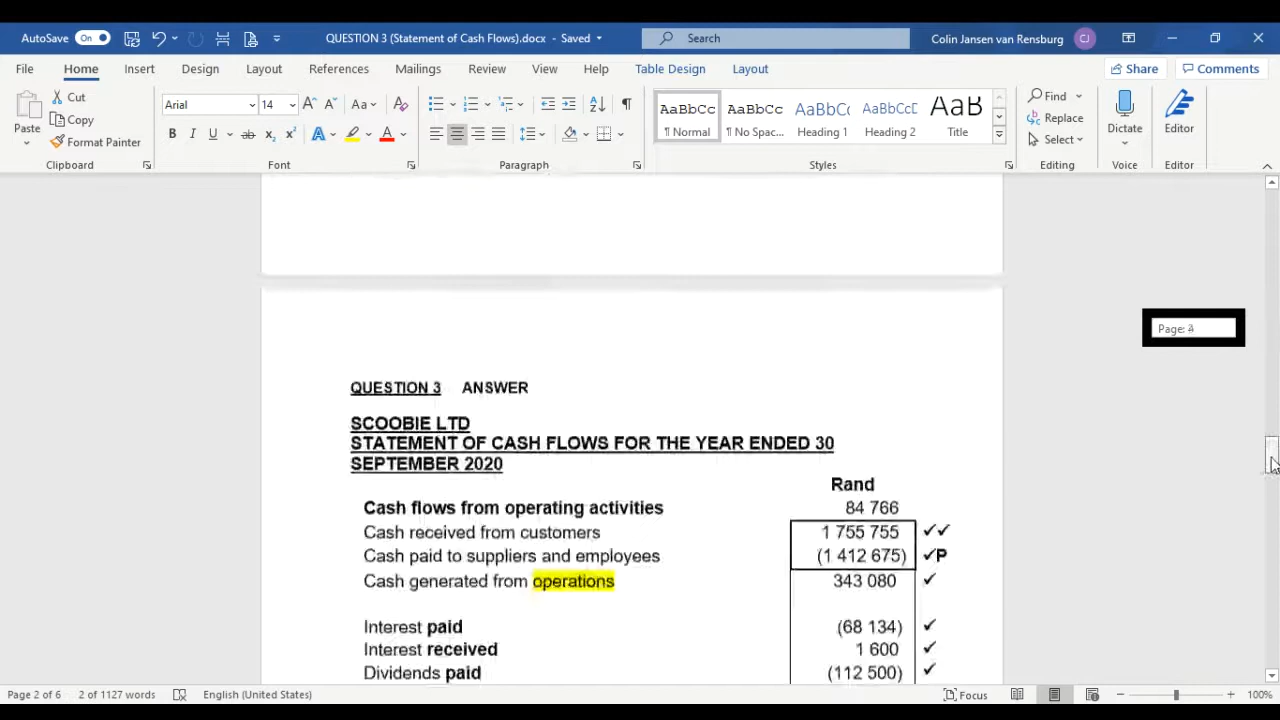 AutoSave On QUESTION 3 (Statement of Cash Flows).docx - Saved Search Colin Jansen van Rensburg CJ
File Home Insert Design Layout References Mailings Review View Help Table Design Layout Share Comments
Paste Cut Copy Format Painter
Arial 14
AaBbCc AaBbCc AaBbCc AaBbCcD AaB
¶ Normal ¶ No Spac... Heading 1 Heading 2 Title
Find Replace Select
Dictate Editor
Clipboard Font Paragraph Styles Editing Voice Editor
Page:
QUESTION 3 ANSWER
SCOOBIE LTD
STATEMENT OF CASH FLOWS FOR THE YEAR ENDED 30
SEPTEMBER 2020
Rand
Cash flows from operating activities 84 766
Cash received from customers 1 755 755 ✓✓
Cash paid to suppliers and employees (1 412 675) ✓P
Cash generated from operations 343 080 ✓
Interest paid (68 134) ✓
Interest received 1 600 ✓
Dividends paid (112 500) ✓
Page 2 of 6 2 of 1127 words English (United States) Focus 100%